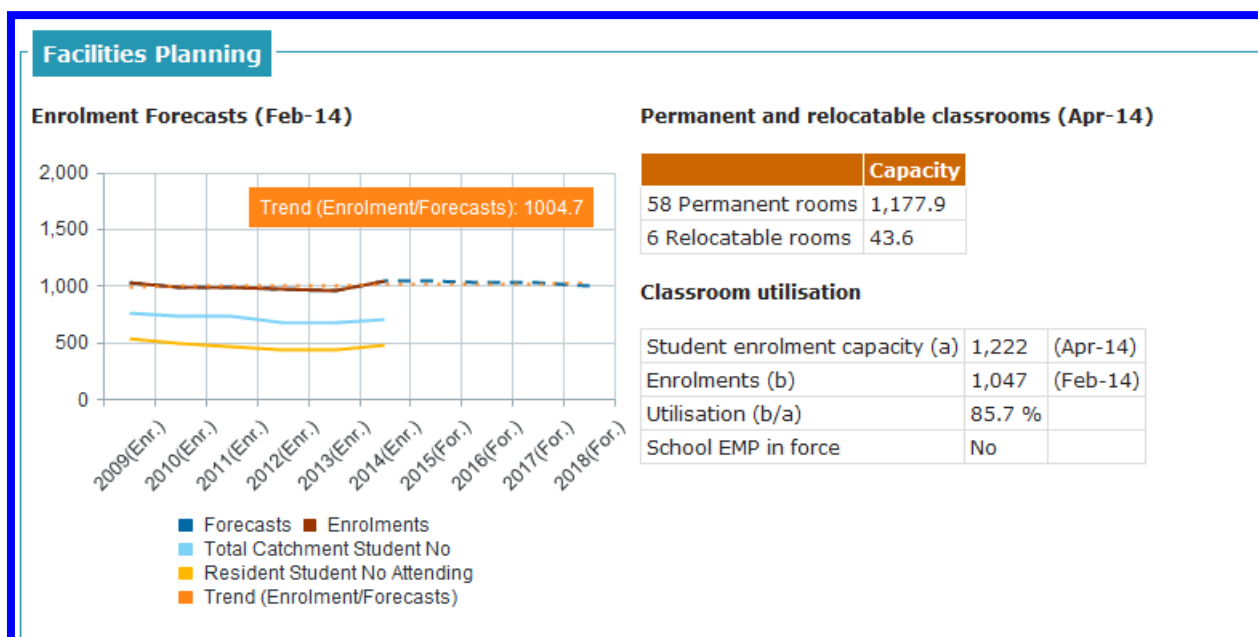 Facilities Planning
Enrolment Forecasts (Feb-14)
2,000
1,500
1,000
500
0
Trend (Enrolment/Forecasts): 1004.7
2009(Enr.)
2010(Enr.)
2011(Enr.)
2012(Enr.)
2013(Enr.)
2014(Enr.)
2015(For.)
2016(For.)
2017(For.)
2018(For.)
Forecasts Enrolments
Total Catchment Student No
Resident Student No Attending
Trend (Enrolment/Forecasts)
Permanent and relocatable classrooms (Apr-14)
Capacity
58 Permanent rooms 1,177.9
6 Relocatable rooms 43.6
Classroom utilisation
Student enrolment capacity (a) 1,222 (Apr-14)
Enrolments (b) 1,047 (Feb-14)
Utilisation (b/a) 85.7 %
School EMP in force No